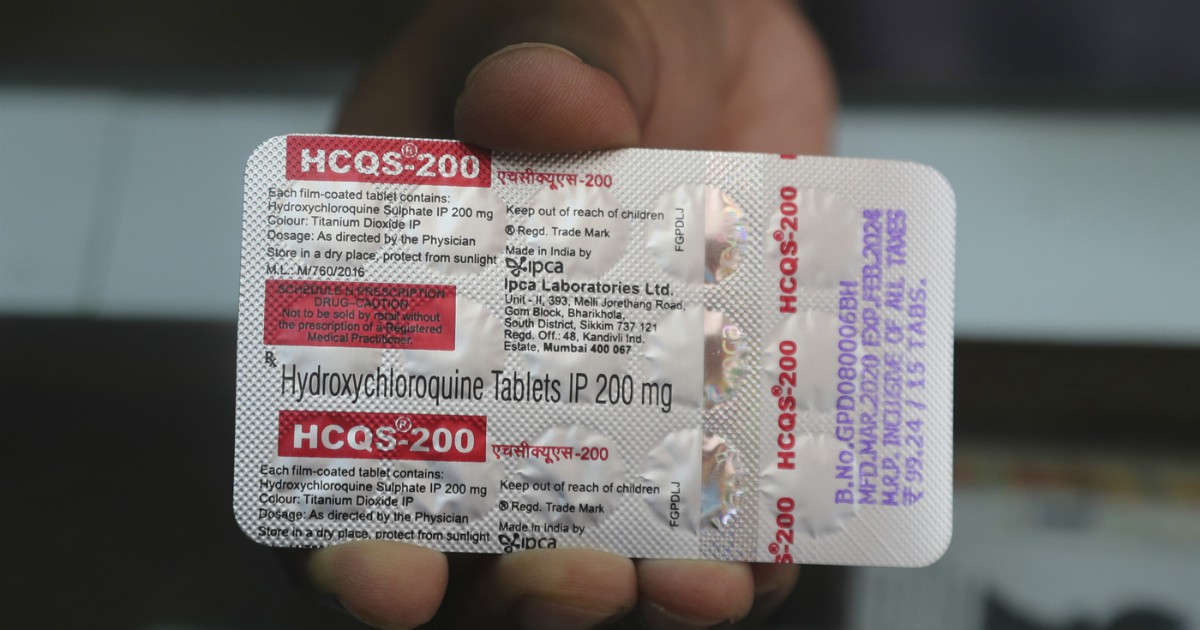 HCQS®-200 एचसीक्यूएस-200
Each film-coated tablet contains:
Hydroxychloroquine Sulphate IP 200 mg
Colour: Titanium Dioxide IP
Dosage: As directed by the Physician
Store in a dry place, protect from sunlight
M.L.: M/760/2016
SCHEDULE H PRESCRIPTION
DRUG-CAUTION
Not to be sold by retail without
the prescription of a Registered
Medical Practitioner.
Keep out of reach of children
® Regd. Trade Mark
Made in India by
ipca
Ipca Laboratories Ltd.
Unit - II, 393, Melli Jorethang Road,
Gom Block, Bharikhola,
South District, Sikkim 737 121
Regd. Off.: 48, Kandivli Ind.
Estate, Mumbai 400 067
FGPDLJ
Rx
Hydroxychloroquine Tablets IP 200 mg
HCQS®-200 एचसीक्यूएस-200
Each film-coated tablet contains:
Hydroxychloroquine Sulphate IP 200 mg
Colour: Titanium Dioxide IP
Dosage: As directed by the Physician
Store in a dry place, protect from sunlight
Keep out of reach of children
® Regd. Trade Mark
Made in India by
ipca
FGPDLJ
HCQS®-200
HCQS®-200
S®-200
B.No.GPD080006BH
MFD.MAR.2020 EXP.FEB.2024
M.R.P. INCLUSIVE OF ALL TAXES
₹99.24 / 15 TABS.